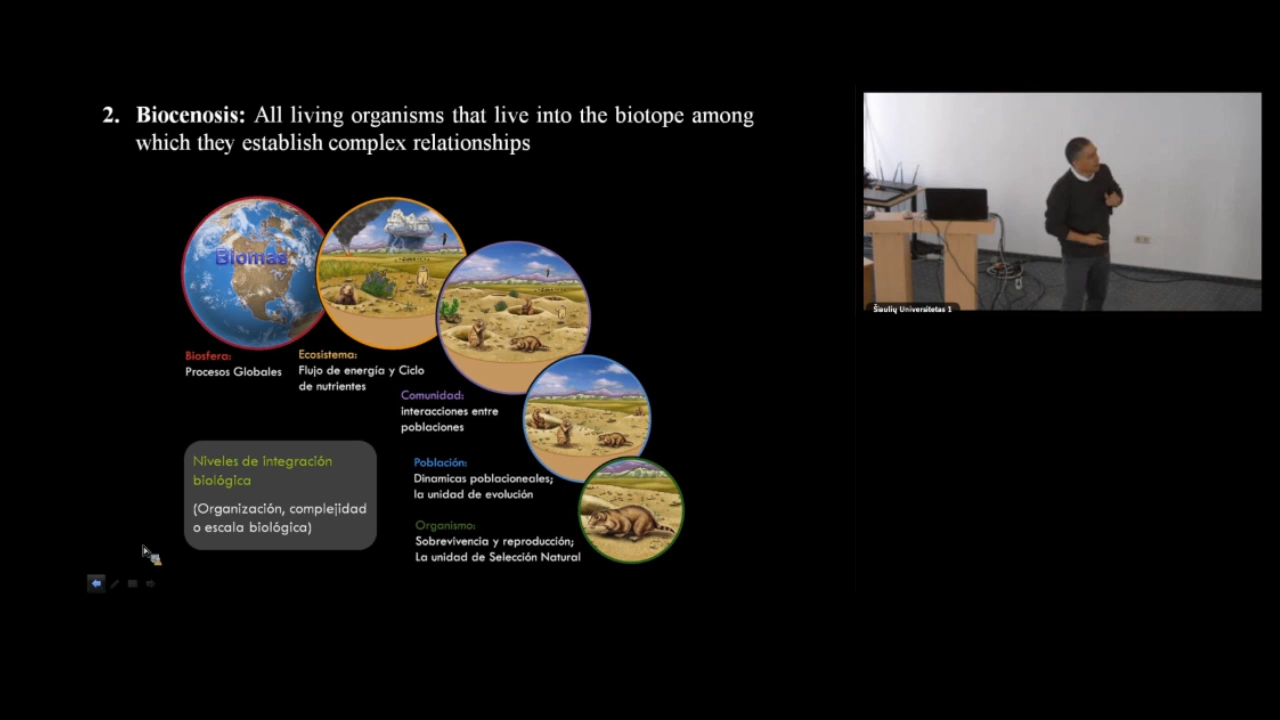 2. Biocenosis: All living organisms that live into the biotope among
which they establish complex relationships
Biomas
Biosfera:
Procesos Globales
Ecosistema:
Flujo de energía y Ciclo
de nutrientes
Comunidad:
interacciones entre
poblaciones
Población:
Dinamicas poblacioneales;
la unidad de evolución
Organismo:
Sobrevivencia y reproducción;
La unidad de Selección Natural
Niveles de integración
biológica
(Organización, complejidad
o escala biológica)
Šiaulių Universitetas 1